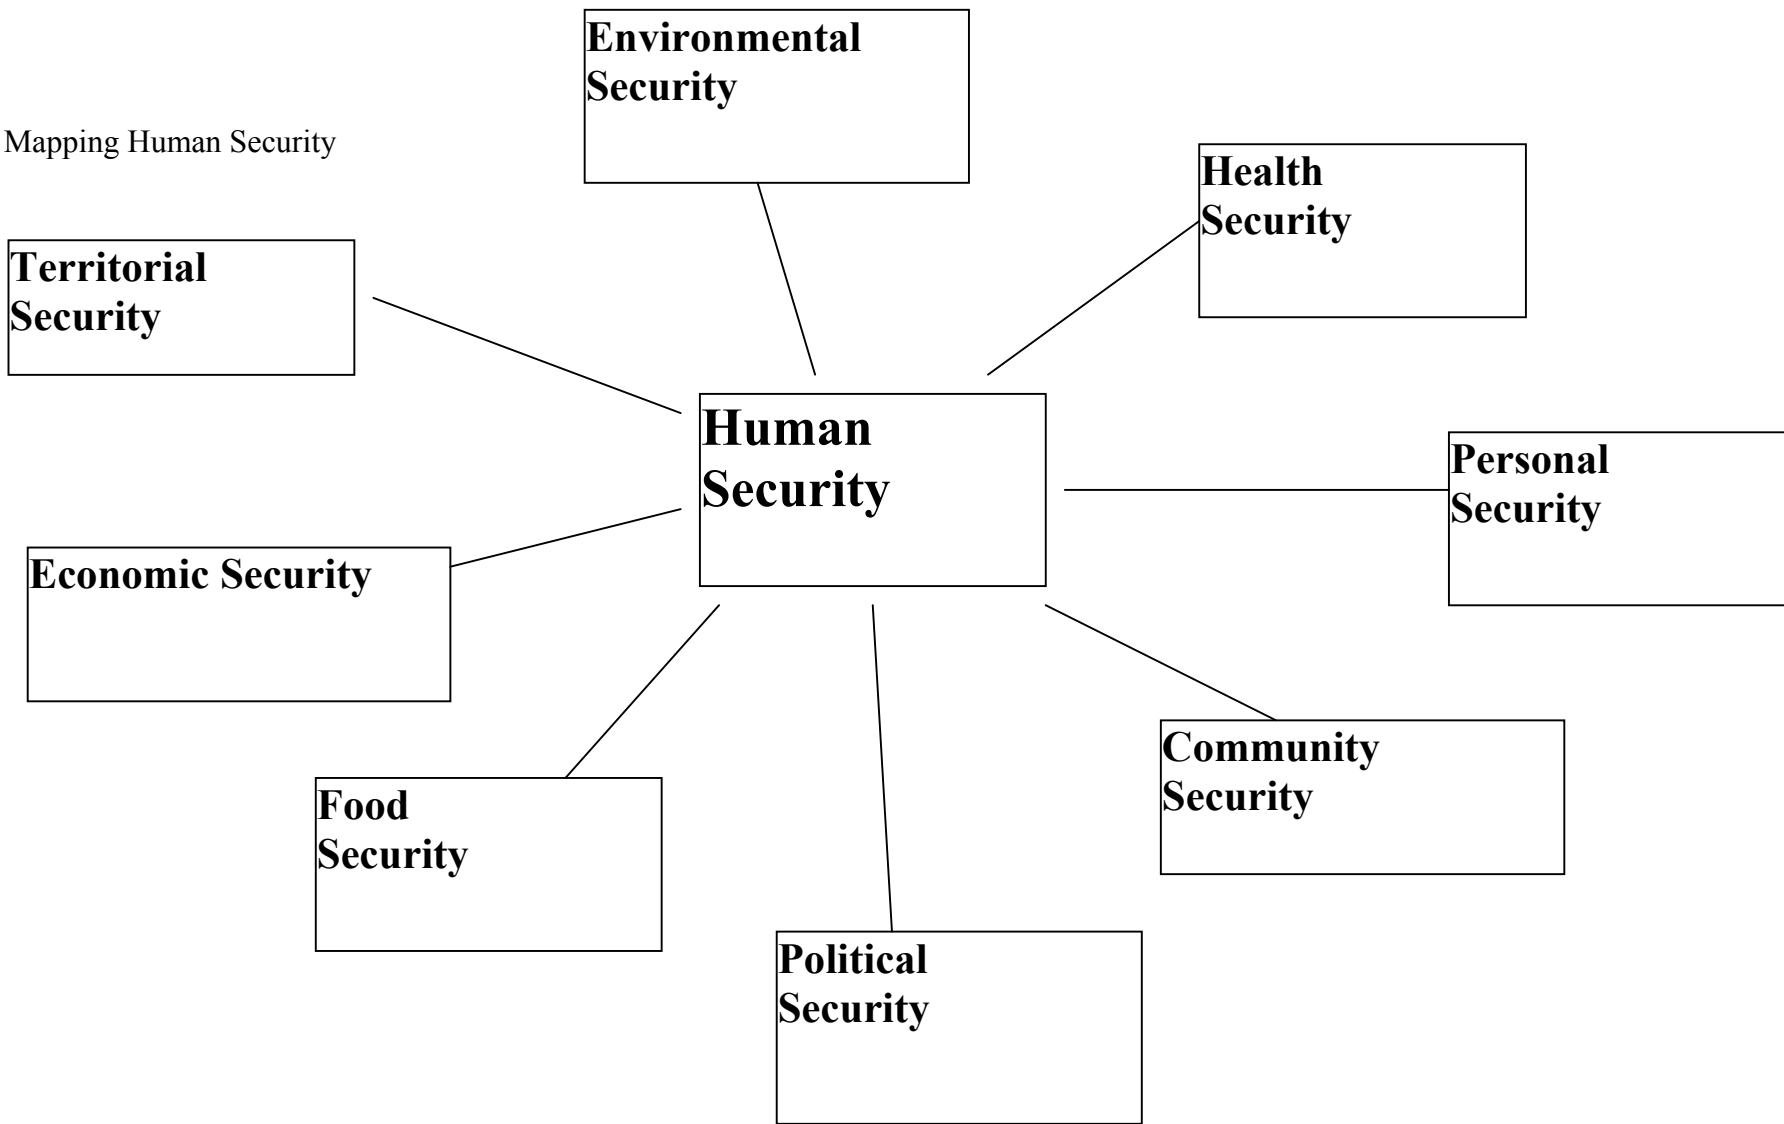 Environmental
Security
Mapping Human Security
Health
Security
Territorial
Security
Human
Security
Personal
Security
Economic Security
Community
Security
Food
Security
Political
Security